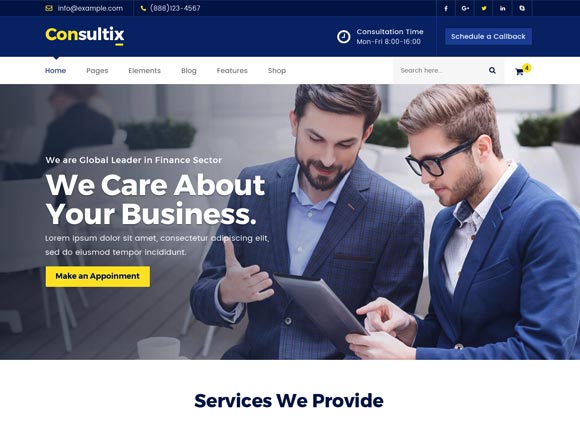 info@example.com (888)123-4567
Consultix
Consultation Time
Mon-Fri 8:00-16:00
Schedule a Callback
Home Pages Elements Blog Features Shop
Search here...
4
We are Global Leader in Finance Sector
We Care About
Your Business.
Lorem ipsum dolor sit amet, consectetur adipiscing elit,
sed do eiusmod tempor incididunt.
Make an Appoinment
Services We Provide